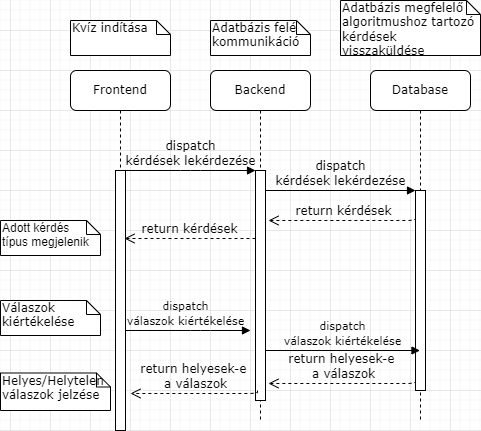 Kvíz indítása
Adatbázis felé
kommunikáció
Adatbázis megfelelő
algoritmushoz tartozó
kérdések
visszaküldése
Frontend
Backend
Database
dispatch
kérdések lekérdezése
dispatch
kérdések lekérdezése
return kérdések
return kérdések
Adott kérdés
típus megjelenik
Válaszok
kiértékelése
dispatch
válaszok kiértékelése
dispatch
válaszok kiértékelése
return helyesek-e
a válaszok
return helyesek-e
a válaszok
Helyes/Helytelen
válaszok jelzése